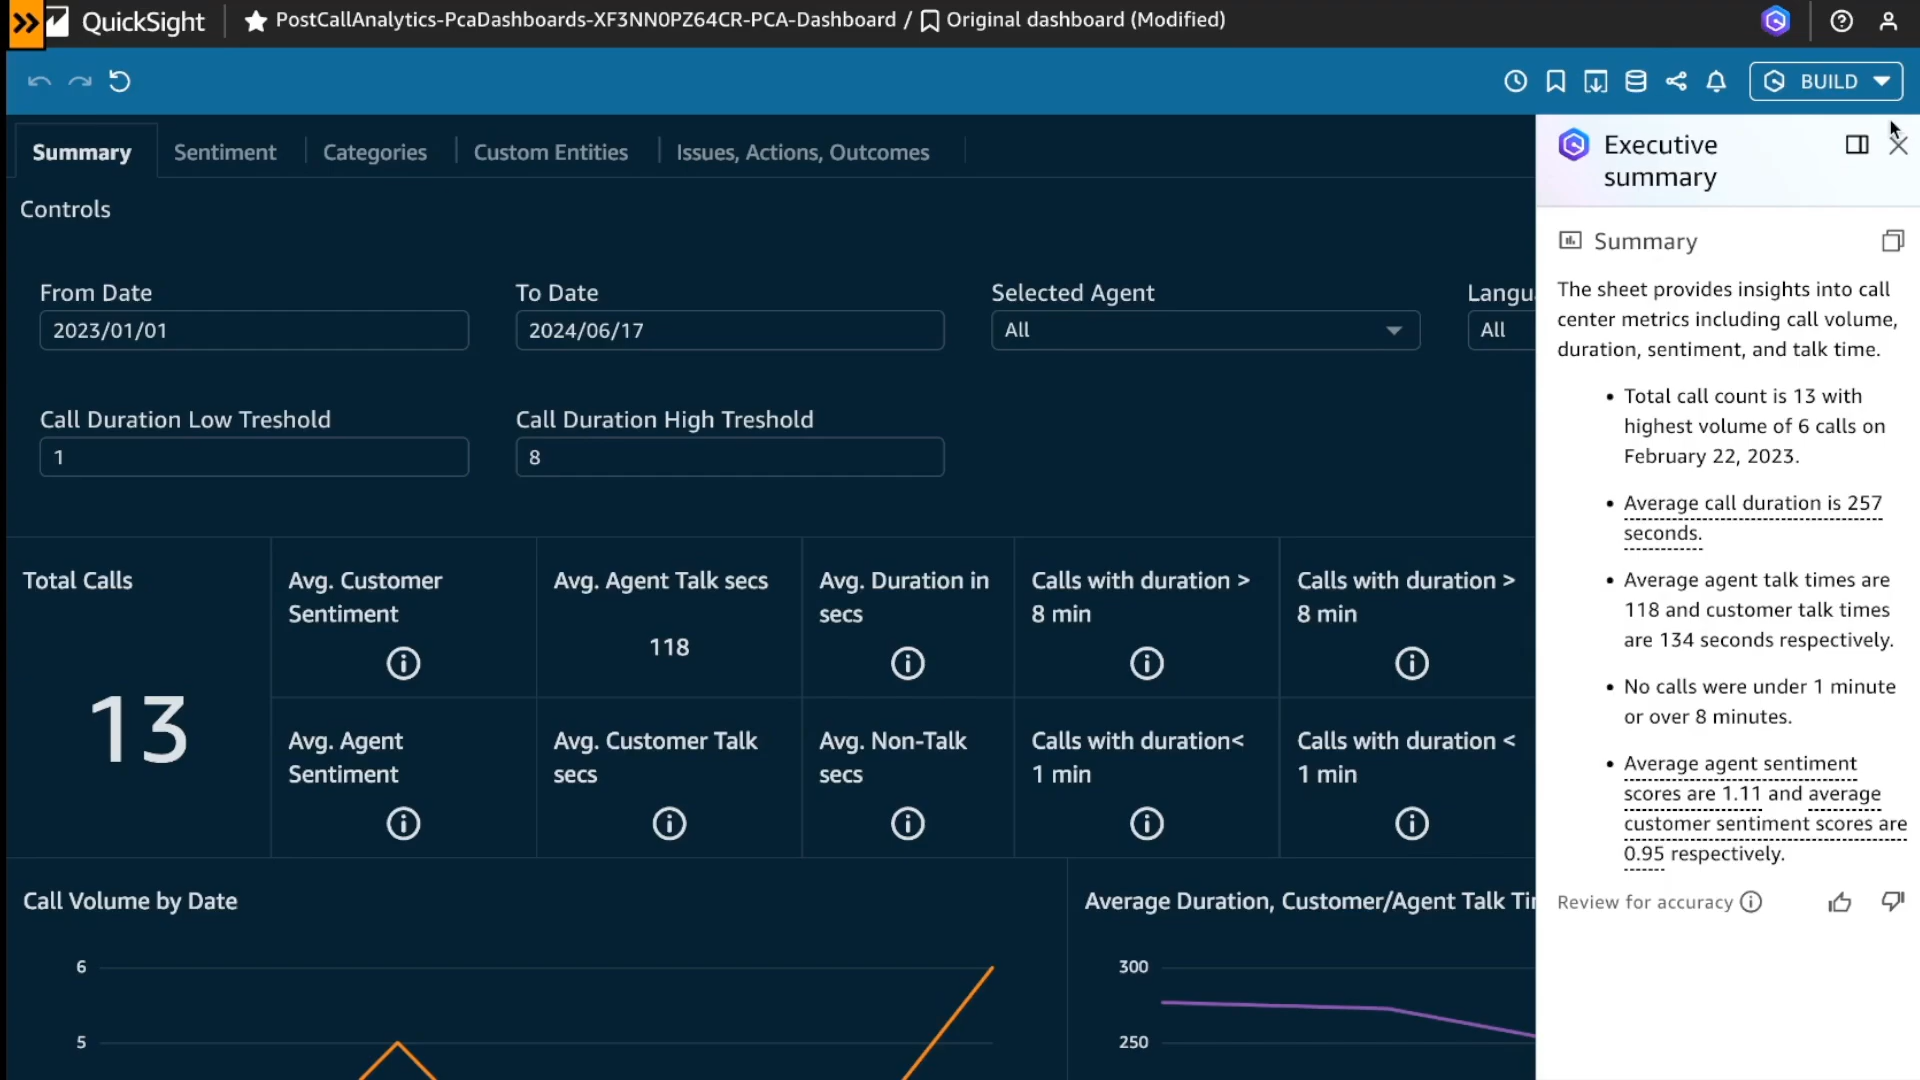 QuickSight
PostCallAnalytics-PcaDashboards-XF3NN0PZ64CR-PCA-Dashboard / Original dashboard (Modified)
BUILD
Summary
Sentiment
Categories
Custom Entities
Issues, Actions, Outcomes
Controls
From Date
2023/01/01
To Date
2024/06/17
Selected Agent
All
Langu
All
Call Duration Low Treshold
1
Call Duration High Treshold
8
Total Calls
13
Avg. Customer
Sentiment
Avg. Agent Talk secs
118
Avg. Duration in
secs
Calls with duration >
8 min
Calls with duration >
8 min
Avg. Agent
Sentiment
Avg. Customer Talk
secs
Avg. Non-Talk
secs
Calls with duration<
1 min
Calls with duration <
1 min
Call Volume by Date
6
5
Average Duration, Customer/Agent Talk Ti
300
250
Executive
summary
Summary
The sheet provides insights into call
center metrics including call volume,
duration, sentiment, and talk time.
• Total call count is 13 with
highest volume of 6 calls on
February 22, 2023.
• Average call duration is 257
seconds.
• Average agent talk times are
118 and customer talk times
are 134 seconds respectively.
• No calls were under 1 minute
or over 8 minutes.
• Average agent sentiment
scores are 1.11 and average
customer sentiment scores are
0.95 respectively.
Review for accuracy